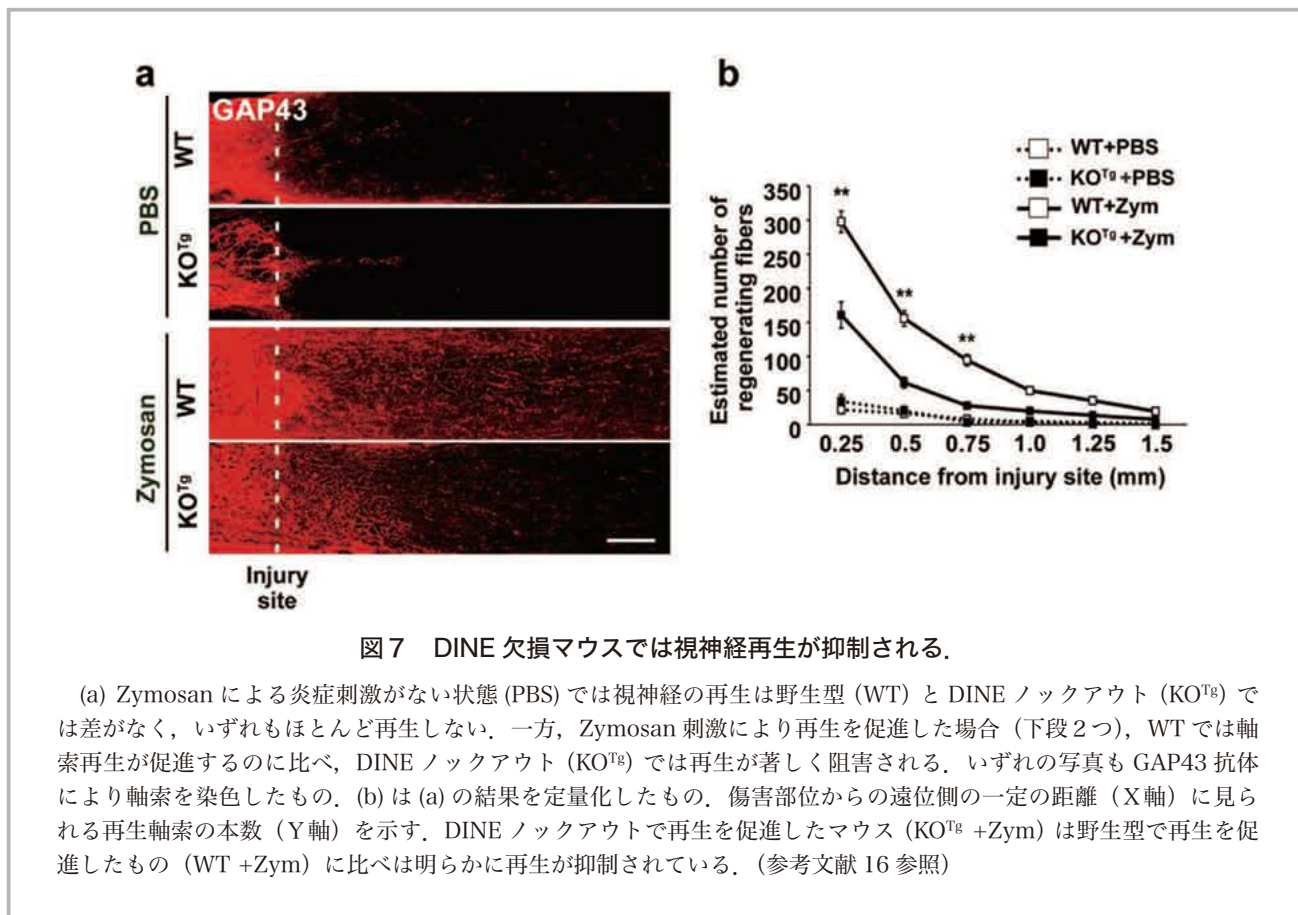 a
b
GAP43
WT
PBS
KOTg
WT
Zymosan
KOTg
Injury
site
WT+PBS
KOTg +PBS
WT+Zym
KOTg +Zym
Estimated number of
regenerating fibers
350
300
250
200
150
100
50
0
**
**
**
0.25 0.5 0.75 1.0 1.25 1.5
Distance from injury site (mm)
図7 DINE 欠損マウスでは視神経再生が抑制される．
(a) Zymosan による炎症刺激がない状態 (PBS) では視神経の再生は野生型 (WT) と DINE ノックアウト (KOTg) で
は差がなく，いずれもほとんど再生しない．一方，Zymosan 刺激により再生を促進した場合（下段２つ），WT では軸
索再生が促進するのに比べ，DINE ノックアウト (KOTg) では再生が著しく阻害される．いずれの写真も GAP43 抗体
により軸索を染色したもの．(b) は (a) の結果を定量化したもの．傷害部位からの遠位側の一定の距離（X軸）に見ら
れる再生軸索の本数（Y軸）を示す．DINE ノックアウトで再生を促進したマウス (KOTg +Zym) は野生型で再生を促
進したもの（WT +Zym）に比べは明らかに再生が抑制されている．(参考文献 16 参照）